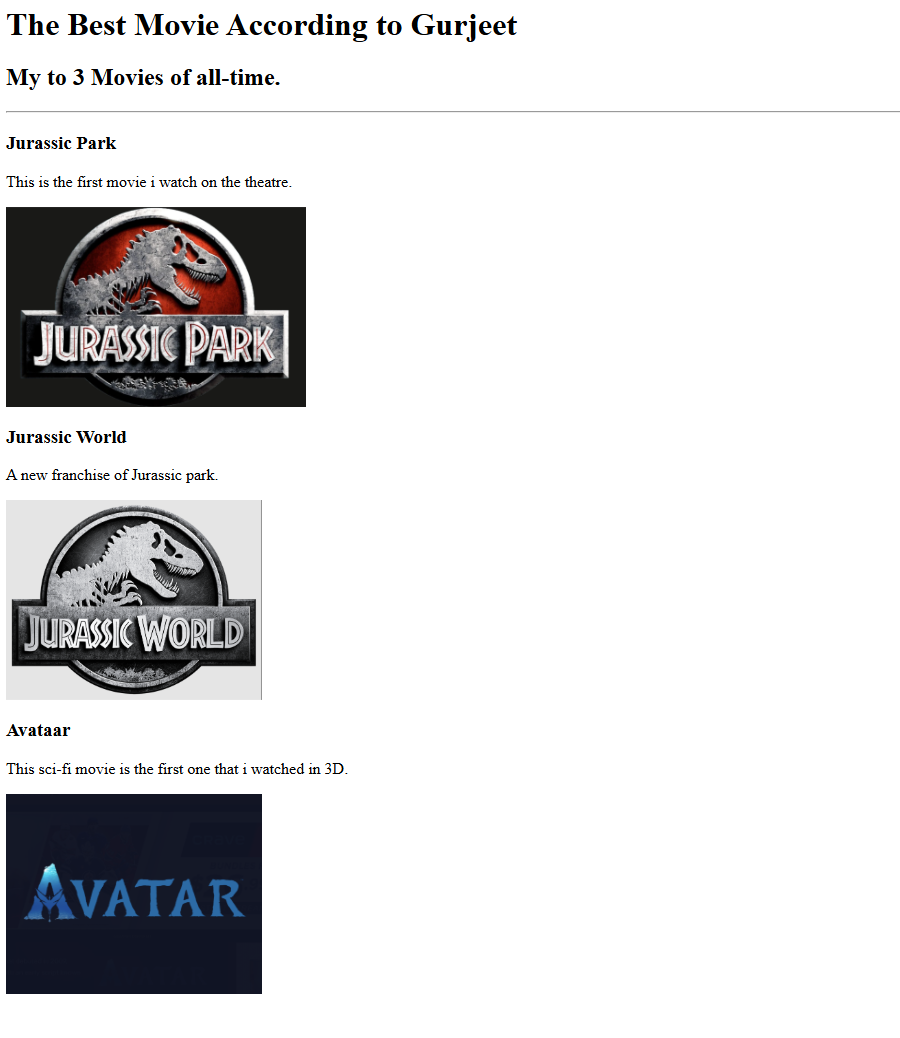 The Best Movie According to Gurjeet
My to 3 Movies of all-time.
Jurassic Park
This is the first movie i watch on the theatre.
JURASSIC PARK
Jurassic World
A new franchise of Jurassic park.
JURASSIC WORLD
Avataar
This sci-fi movie is the first one that i watched in 3D.
AVATAR